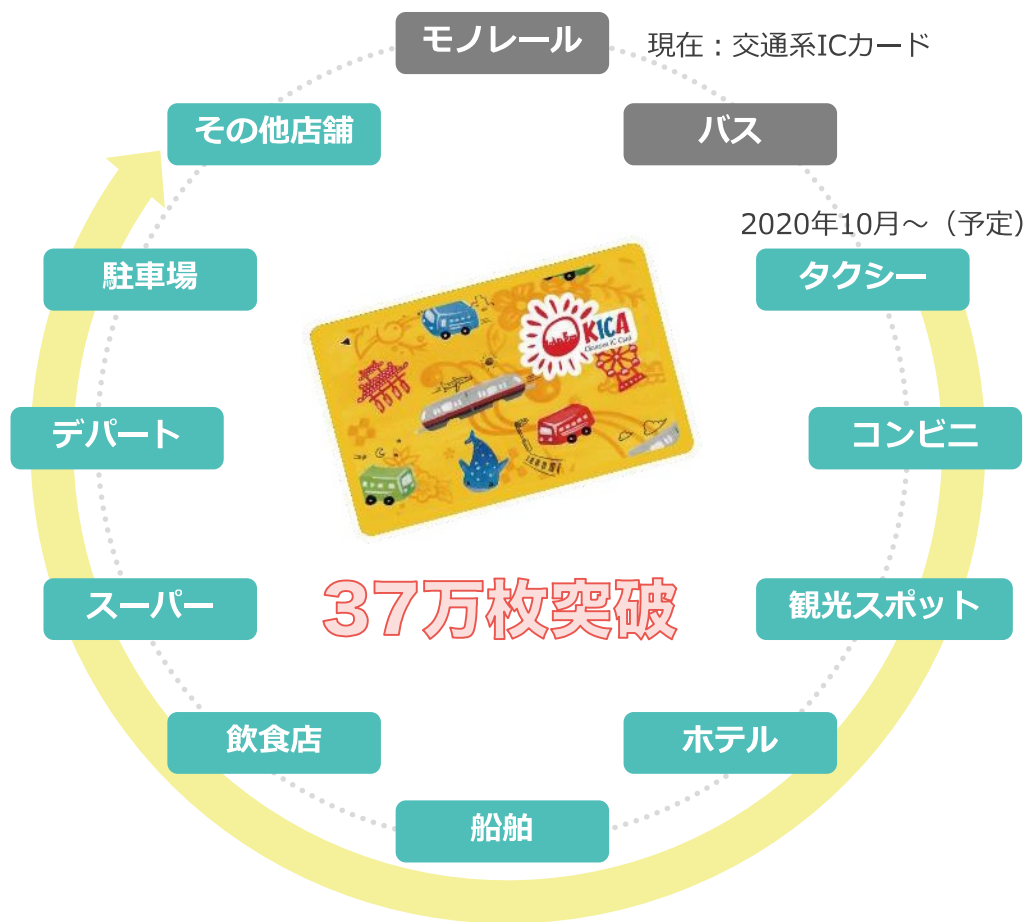 モノレール
現在：交通系ICカード
その他店舗
バス
2020年10月～（予定）
駐車場
タクシー
KICA
Okinawa IC Card
デパート
コンビニ
スーパー
37万枚突破
観光スポット
飲食店
ホテル
船舶